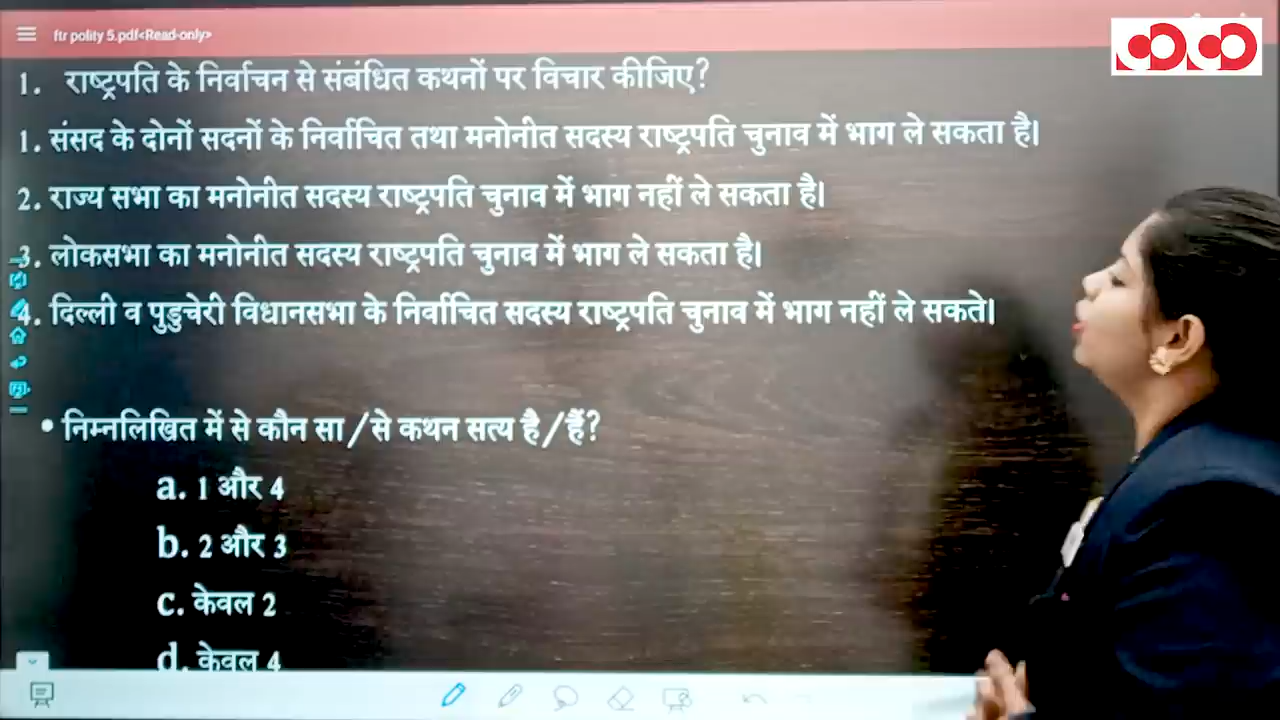 ftr polity 5.pdf<Read-only>
1. राष्ट्रपति के निर्वाचन से संबंधित कथनों पर विचार कीजिए?
1. संसद के दोनों सदनों के निर्वाचित तथा मनोनीत सदस्य राष्ट्रपति चुनाव में भाग ले सकता है।
2. राज्य सभा का मनोनीत सदस्य राष्ट्रपति चुनाव में भाग नहीं ले सकता है।
3. लोकसभा का मनोनीत सदस्य राष्ट्रपति चुनाव में भाग ले सकता है।
4. दिल्ली व पुडुचेरी विधानसभा के निर्वाचित सदस्य राष्ट्रपति चुनाव में भाग नहीं ले सकते।
• निम्नलिखित में से कौन सा/से कथन सत्य है/हैं?
a. 1 और 4
b. 2 और 3
c. केवल 2
d. केवल 4